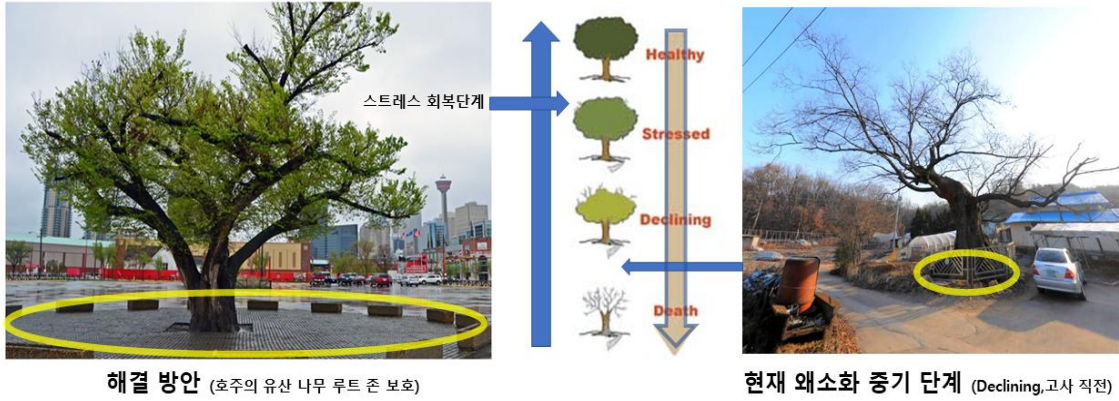 스트레스 회복단계
Healthy
Stressed
Declining
Death
해결 방안 (호주의 유산 나무 루트 존 보호)
현재 왜소화 중기 단계 (Declining,고사 직전)